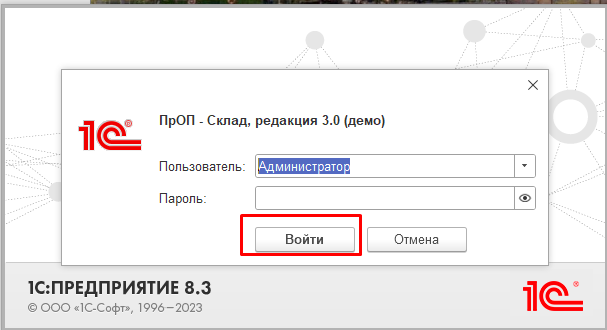 1С®
ПрОП - Склад, редакция 3.0 (демо)
Пользователь: Администратор
Пароль:
Войти Отмена
1С:ПРЕДПРИЯТИЕ 8.3
© ООО «1С-Софт», 1996–2023
1С®